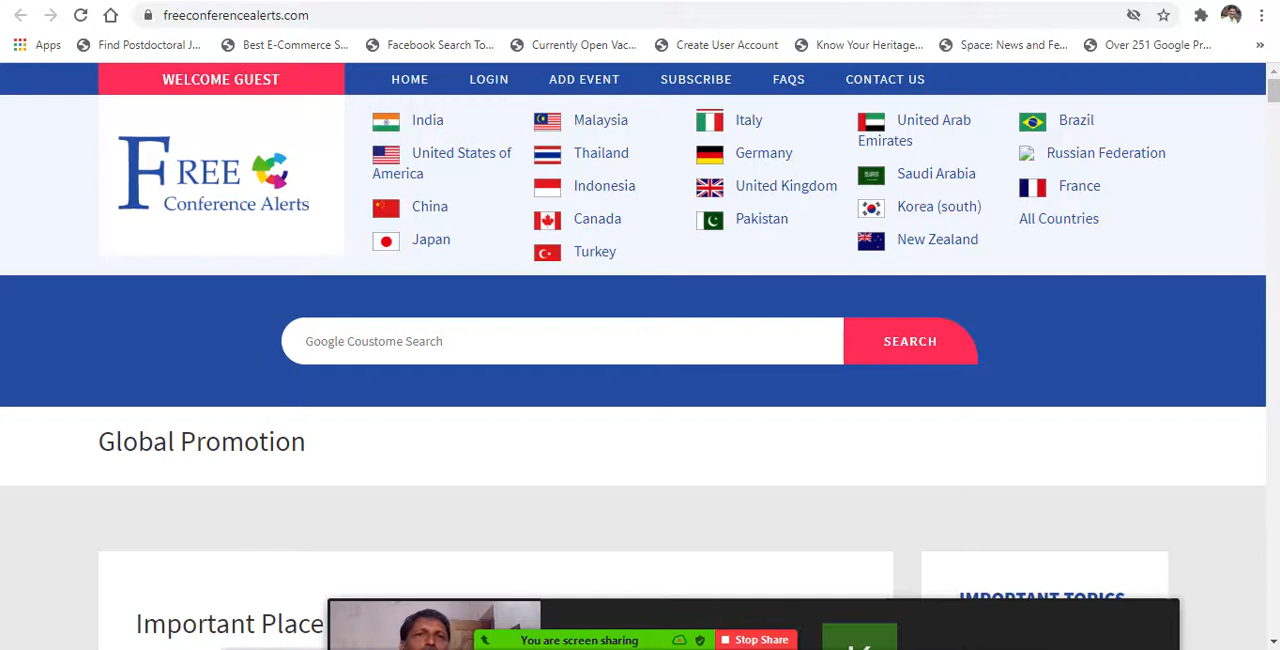 freeconferencealerts.com
Apps Find Postdoctoral J... Best E-Commerce S... Facebook Search To... Currently Open Vac... Create User Account Know Your Heritage... Space: News and Fe... Over 251 Google Pr... »
WELCOME GUEST HOME LOGIN ADD EVENT SUBSCRIBE FAQS CONTACT US
FREE
Conference Alerts
India
United States of
America
China
Japan
Malaysia
Thailand
Indonesia
Canada
Turkey
Italy
Germany
United Kingdom
Pakistan
United Arab
Emirates
Saudi Arabia
Korea (south)
New Zealand
Brazil
Russian Federation
France
All Countries
Google Coustome Search SEARCH
Global Promotion
Important Place
IMPORTANT TOPICS
You are screen sharing Stop Share